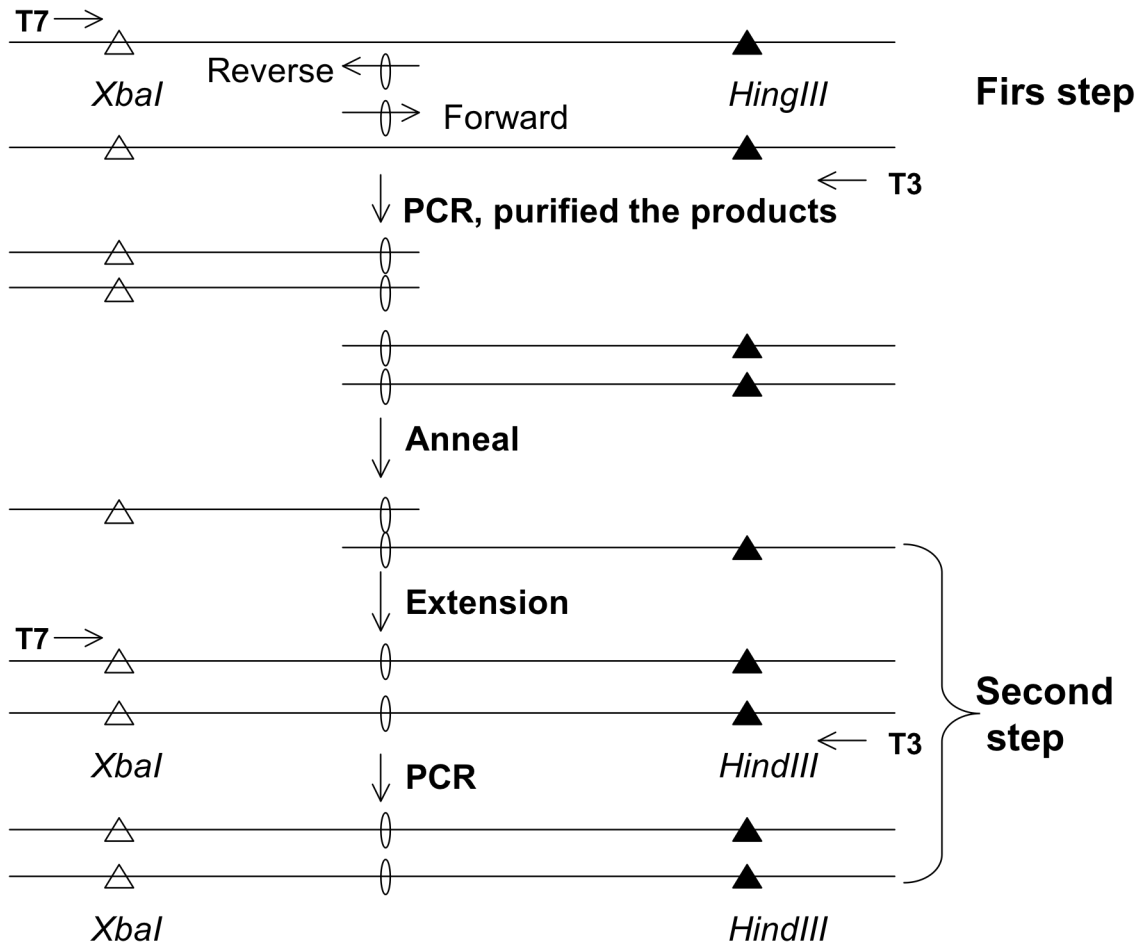 T7
Reverse
XbaI
HingIII
Firs step
Forward
T3
PCR, purified the products
Anneal
Extension
T7
Second
step
T3
XbaI
HindIII
PCR
XbaI
HindIII